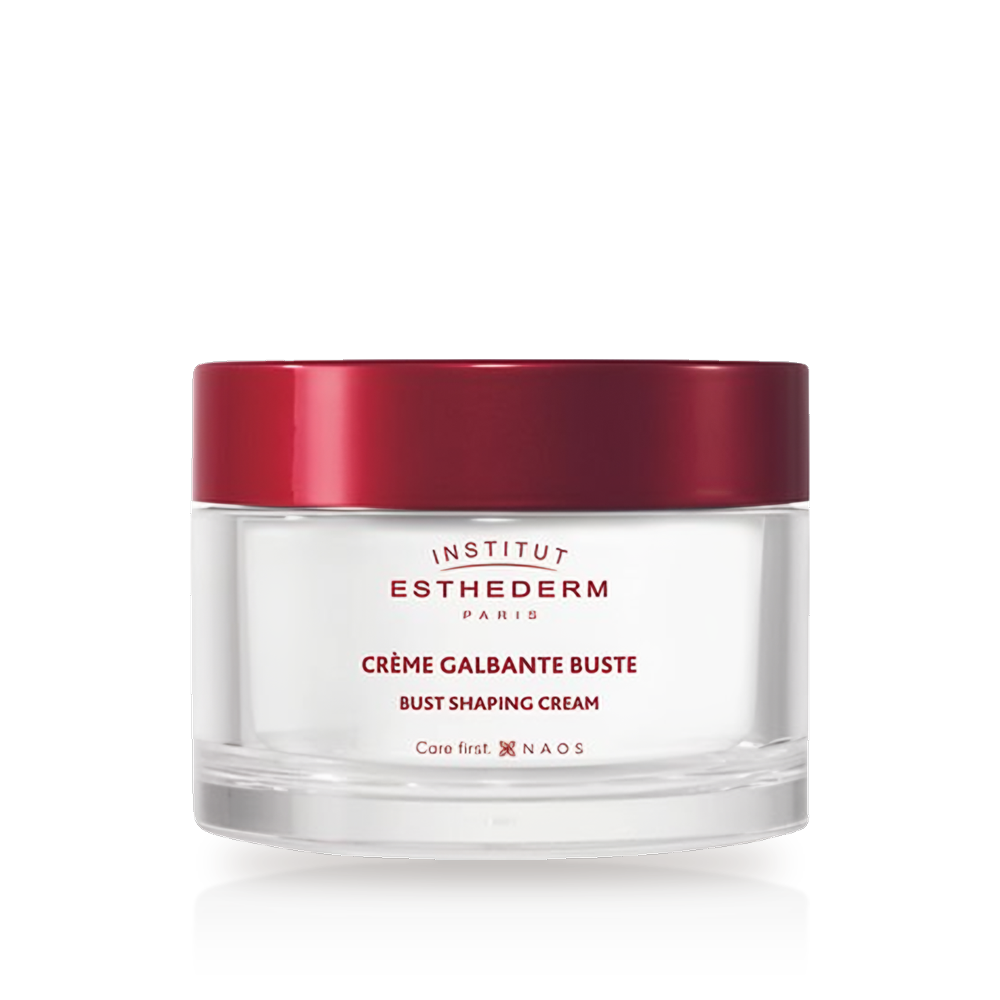 INSTITUT
ESTHEDERM
PARIS
CRÈME GALBANTE BUSTE
BUST SHAPING CREAM
Care first. NAOS